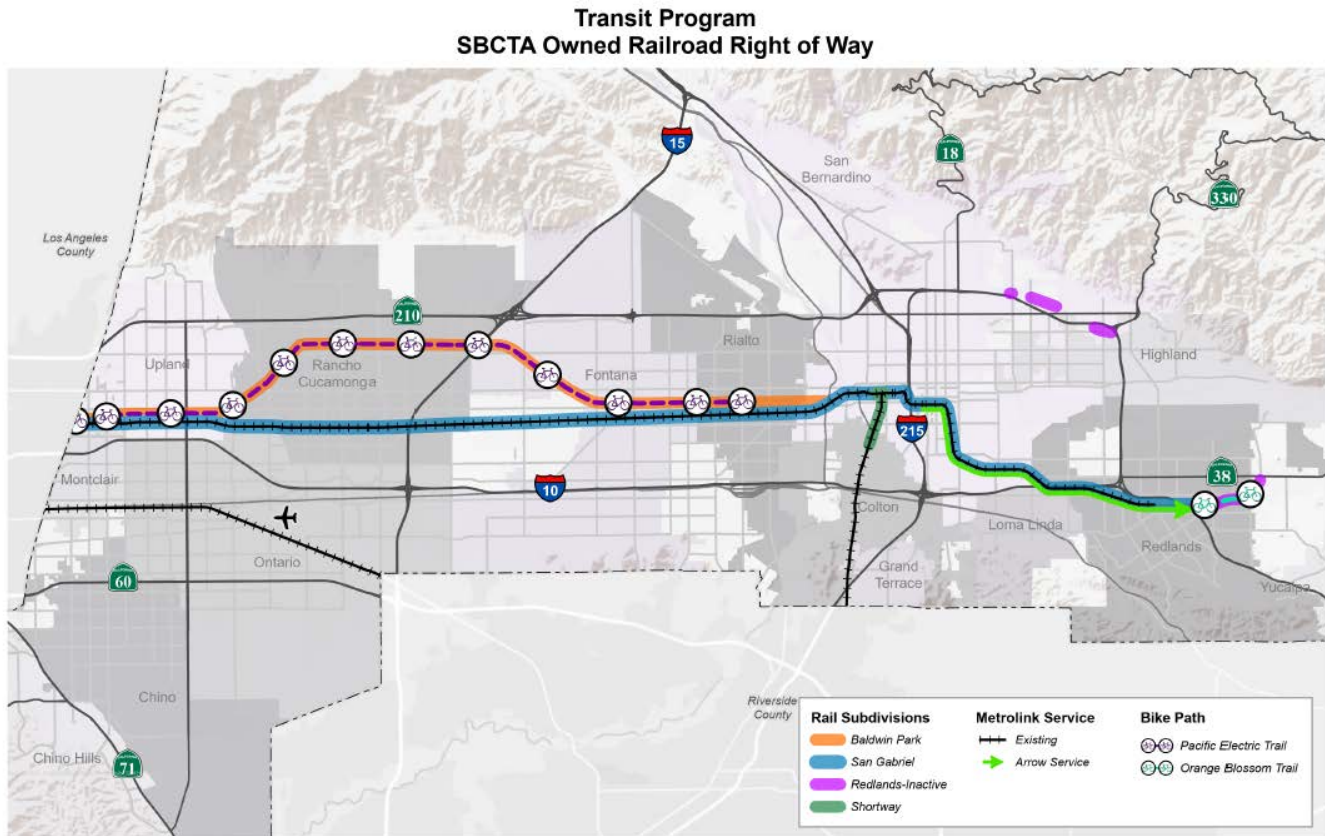 Transit Program
SBCTA Owned Railroad Right of Way
15
18
San
Bernardino
330
Los Angeles
County
210
Upland
Rancho
Cucamonga
Fontana
Rialto
Highland
215
Montclair
10
38
Colton
Loma Linda
Redlands
Ontario
60
Grand
Terrace
Yucaipa
Chino
Riverside
County
Chino Hills
71
Rail Subdivisions
Baldwin Park
San Gabriel
Redlands-Inactive
Shortway
Metrolink Service
Existing
Arrow Service
Bike Path
Pacific Electric Trail
Orange Blossom Trail